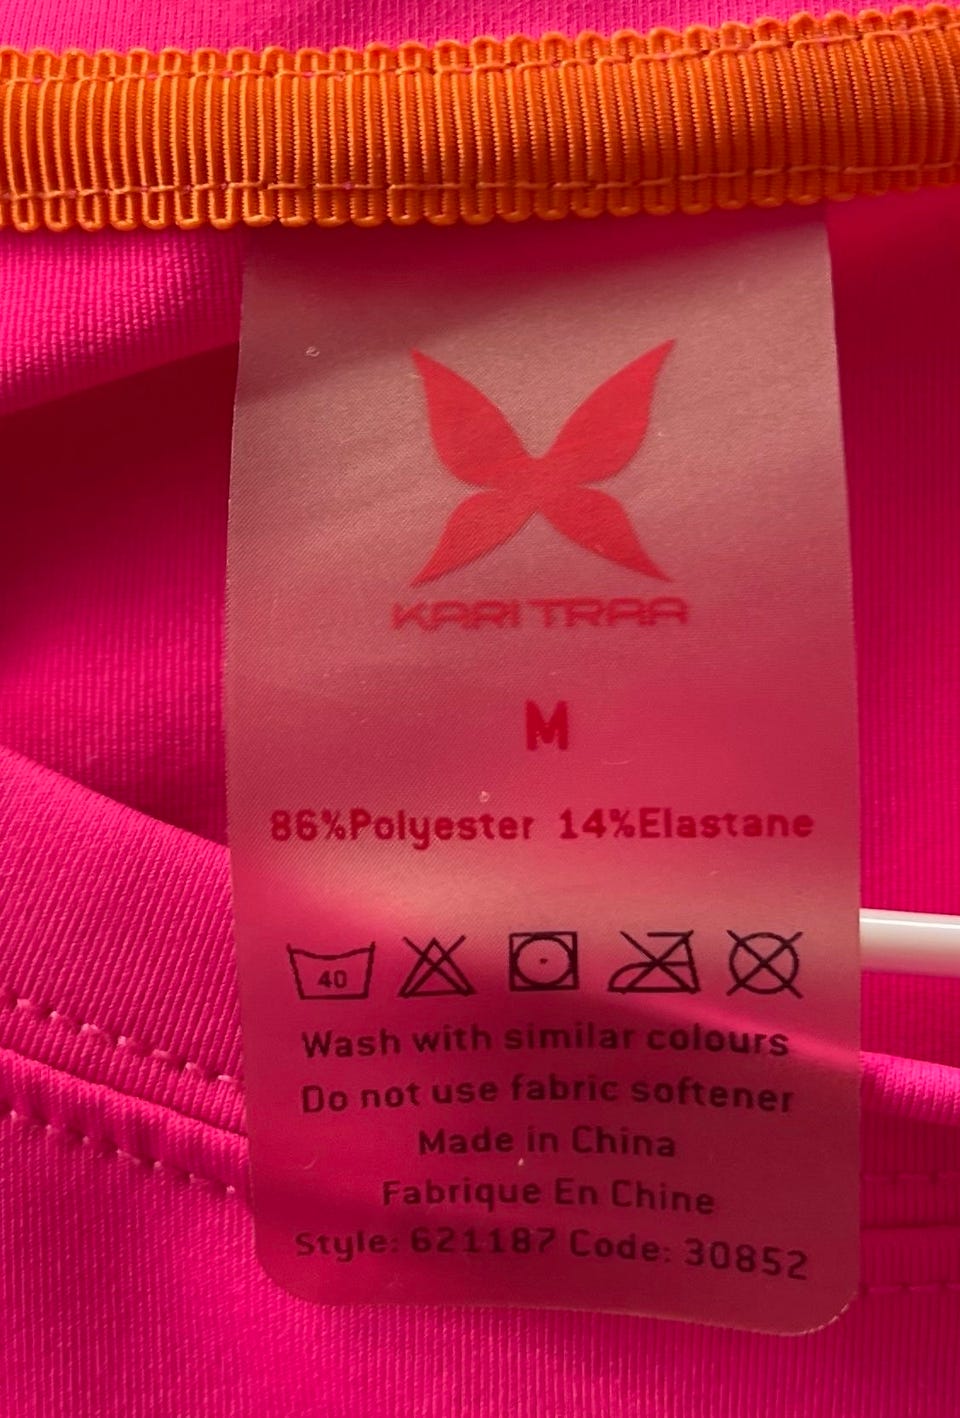 KARI TRAA
M
86%Polyester 14%Elastane
40
Wash with similar colours
Do not use fabric softener
Made in China
Fabrique En Chine
Style: 621187 Code: 30852